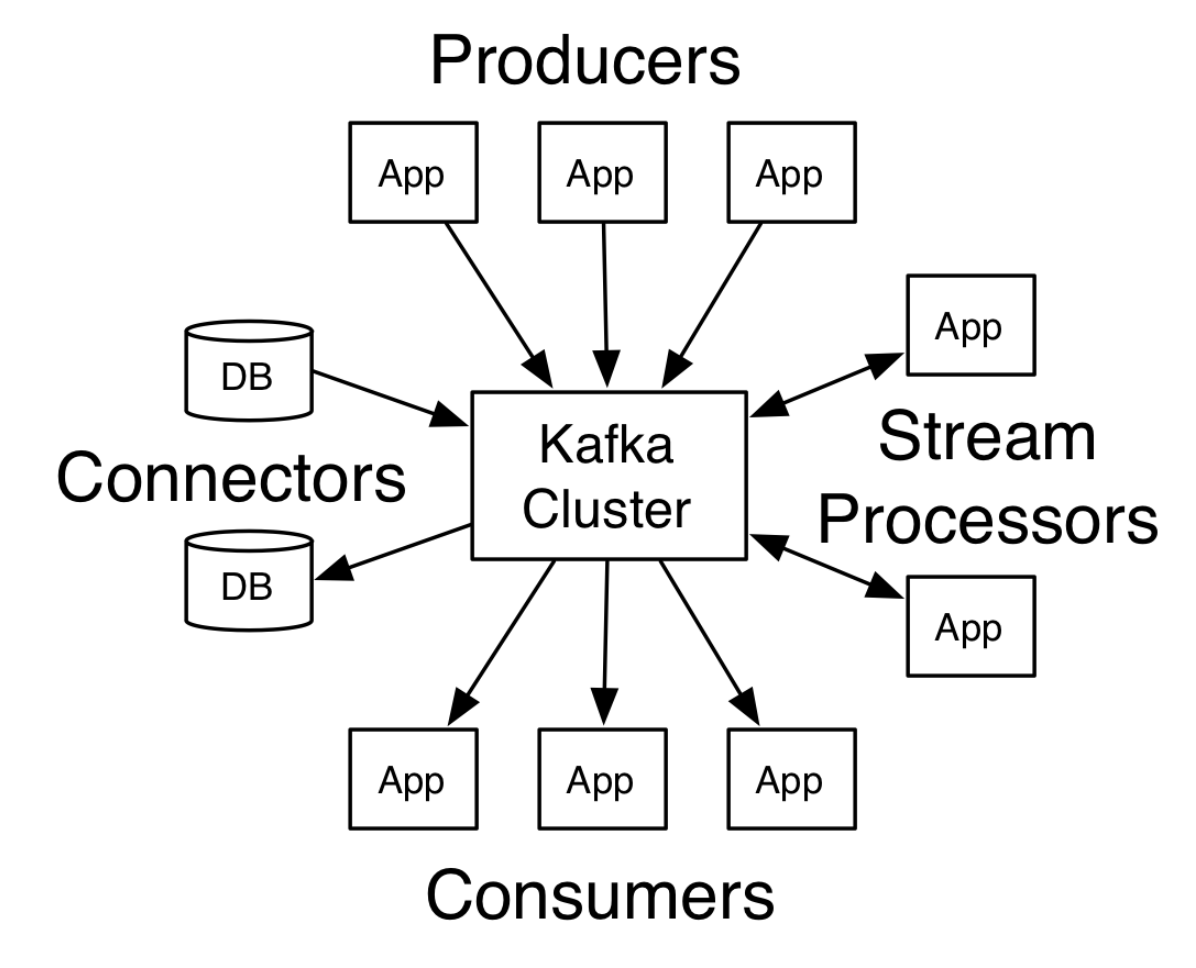 Producers
App
App
App
App
DB
Kafka
Cluster
Stream
Processors
Connectors
DB
App
App
App
App
Consumers